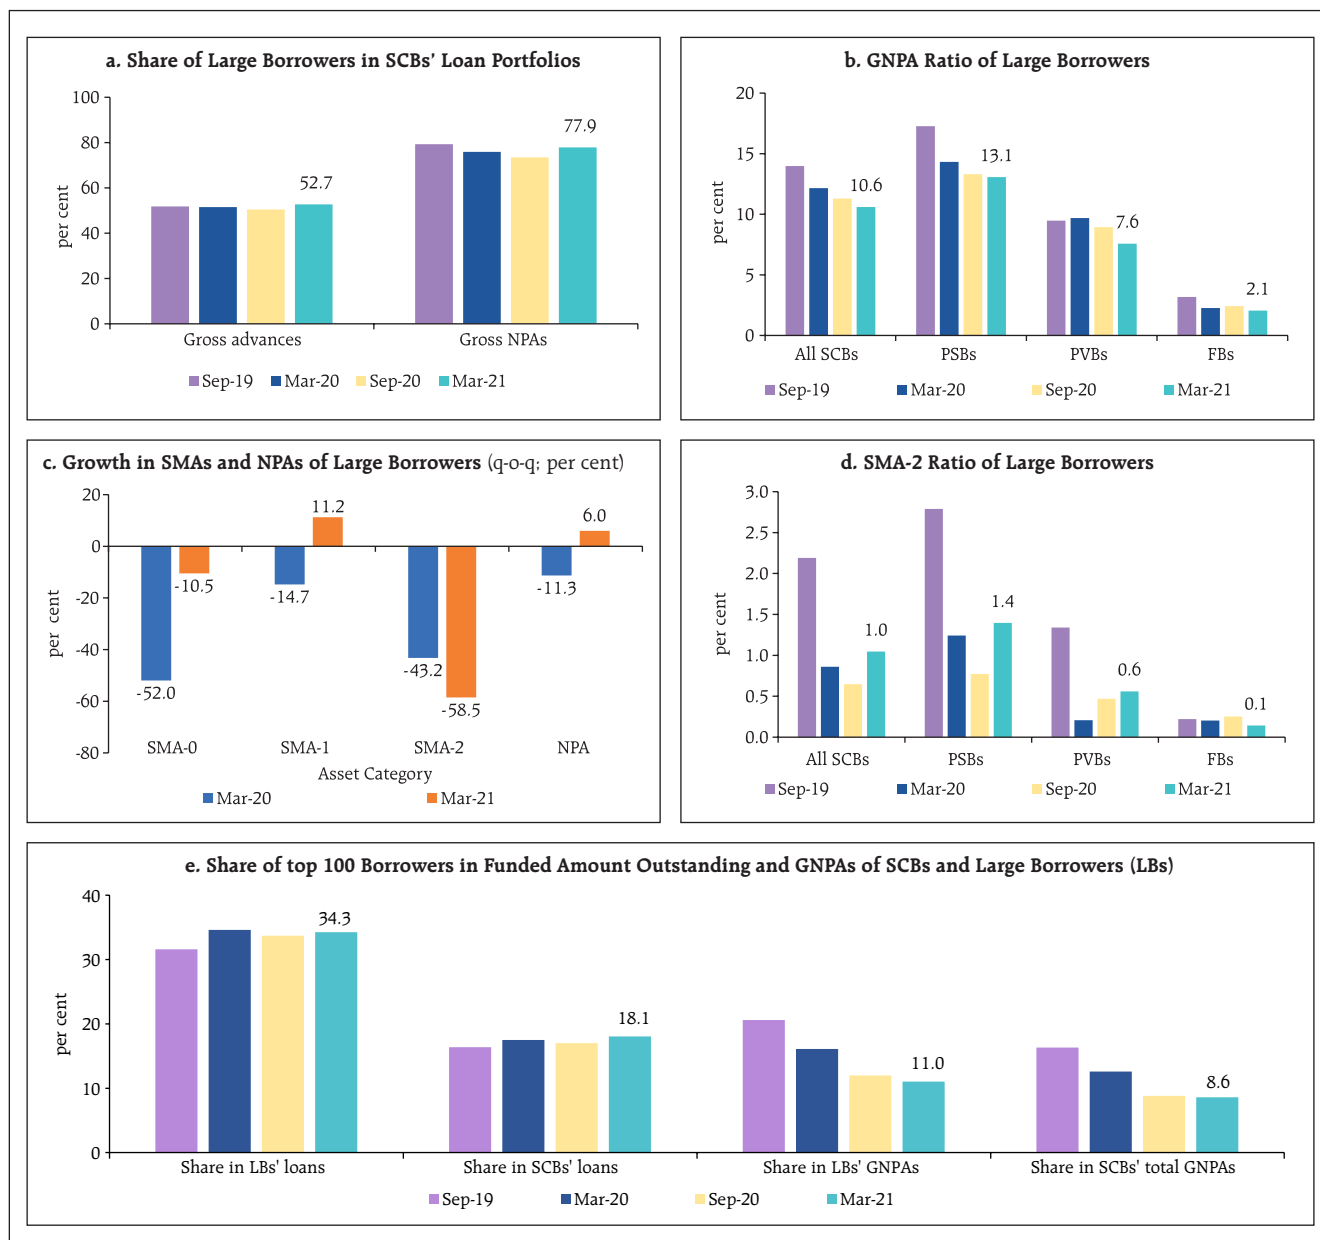 a. Share of Large Borrowers in SCBs' Loan Portfolios
per cent
100
80
60
40
20
0
52.7
77.9
Gross advances
Gross NPAs
Sep-19 Mar-20 Sep-20 Mar-21
b. GNPA Ratio of Large Borrowers
per cent
20
15
10
5
0
10.6
13.1
7.6
2.1
All SCBs
PSBs
PVBs
FBs
Sep-19 Mar-20 Sep-20 Mar-21
c. Growth in SMAs and NPAs of Large Borrowers (q-o-q; per cent)
per cent
20
0
-20
-40
-60
-80
-52.0
-10.5
-14.7
11.2
-43.2
-58.5
-11.3
6.0
SMA-0
SMA-1
SMA-2
NPA
Asset Category
Mar-20 Mar-21
d. SMA-2 Ratio of Large Borrowers
per cent
3.0
2.5
2.0
1.5
1.0
0.5
0.0
1.0
1.4
0.6
0.1
All SCBs
PSBs
PVBs
FBs
Sep-19 Mar-20 Sep-20 Mar-21
e. Share of top 100 Borrowers in Funded Amount Outstanding and GNPAs of SCBs and Large Borrowers (LBs)
per cent
40
30
20
10
0
34.3
18.1
11.0
8.6
Share in LBs' loans
Share in SCBs' loans
Share in LBs' GNPAs
Share in SCBs' total GNPAs
Sep-19 Mar-20 Sep-20 Mar-21